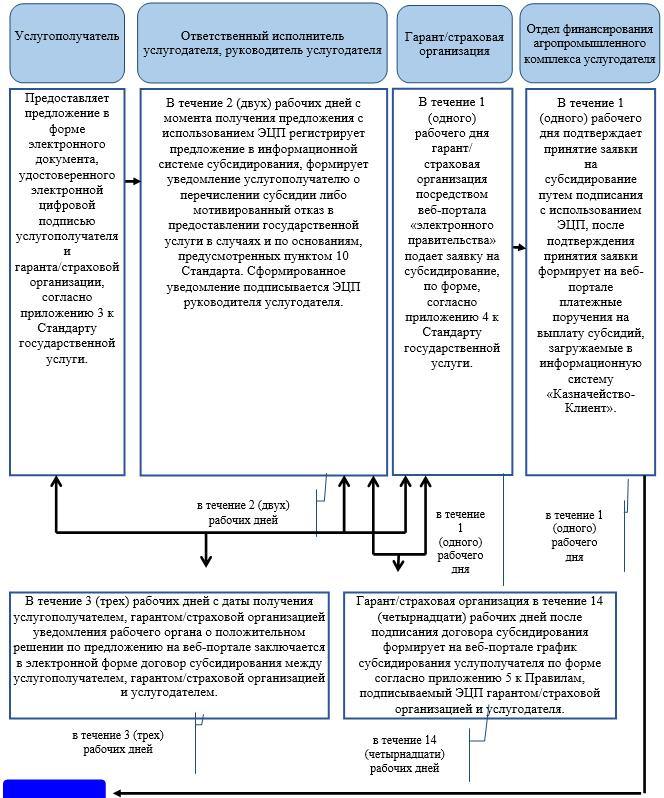 Услугополучатель
Ответственный исполнитель
услугодателя, руководитель услугодателя
Гарант/страховая
организация
Отдел финансирования
агропромышленного
комплекса услугодателя
Предоставляет
предложение в
форме
электронного
документа,
удостоверенного
электронной
цифровой
подписью
услугополучателя
и
гаранта/страховой
организации,
согласно
приложению 3 к
Стандарту
государственной
услуги.
В течение 2 (двух) рабочих дней с
момента получения предложения с
использованием ЭЦП регистрирует
предложение в информационной
системе субсидирования, формирует
уведомление услугополучателю о
перечислении субсидии либо
мотивированный отказ в
предоставлении государственной
услуги в случаях и по основаниям,
предусмотренных пунктом 10
Стандарта. Сформированное
уведомление подписывается ЭЦП
руководителя услугодателя.
В течение 1
(одного)
рабочего дня
гарант/
страховая
организация
посредством
веб-портала
«электронного
правительства»
подает заявку на
субсидирование,
по форме,
согласно
приложению 4 к
Стандарту
государственной
услуги.
В течение 1
(одного) рабочего
дня подтверждает
принятие заявки
на
субсидирование
путем подписания
с использованием
ЭЦП, после
подтверждения
принятия заявки
формирует на веб-
портале
платежные
поручения на
выплату субсидий,
загружаемые в
информационную
систему
«Казначейство-
Клиент».
в течение 2 (двух)
рабочих дней
в течение
1
(одного)
рабочего
дня
в течение 1
(одного)
рабочего
дня
В течение 3 (трех) рабочих дней с даты получения
услугополучателем, гарантом/страховой организацией
уведомления рабочего органа о положительном
решении по предложению на веб-портале заключается
в электронной форме договор субсидирования между
услугополучателем, гарантом/страховой организацией
и услугодателем.
Гарант/страховая организация в течение 14
(четырнадцати) рабочих дней после
подписания договора субсидирования
формирует на веб-портале график
субсидирования услуполучателя по форме
согласно приложению 5 к Правилам,
подписываемый ЭЦП гарантом/страховой
организацией и услугодателя.
в течение 3 (трех)
рабочих дней
в течение 14
(четырнадцати)
рабочих дней